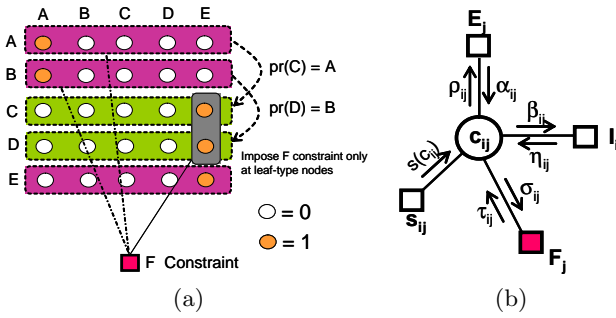 A B C D E
A
B
C
D
E
pr(C) = A
pr(D) = B
Impose F constraint only
at leaf-type nodes
= 0
= 1
F Constraint
(a)
E_j
ρ_ij α_ij
c_ij
β_ij
η_ij
s(c_ij)
s_ij
τ_ij σ_ij
F_j
(b)